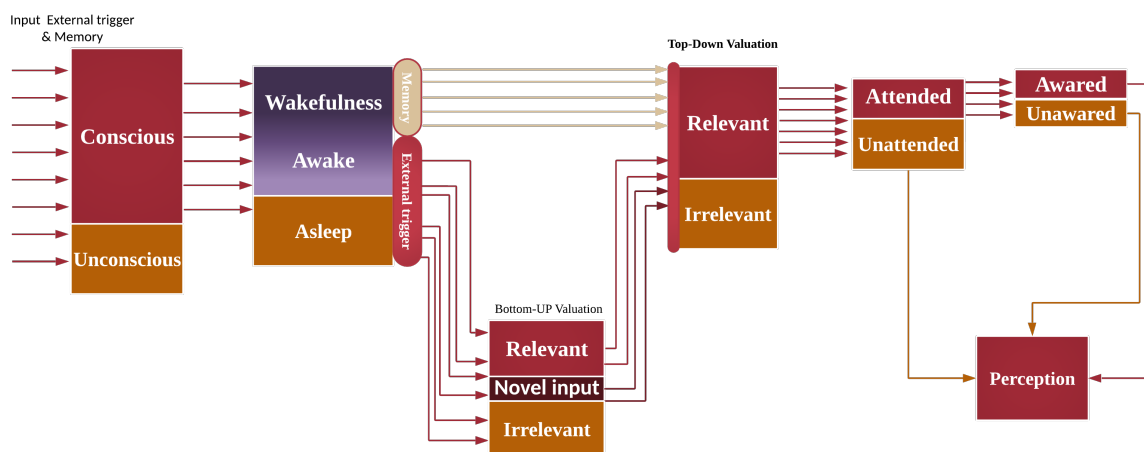 Input  External trigger
& Memory
Conscious
Unconscious
Wakefulness
Awake
Asleep
Memory
External trigger
Top-Down Valuation
Relevant
Irrelevant
Attended
Unattended
Awared
Unawared
Bottom-UP Valuation
Relevant
Novel input
Irrelevant
Perception